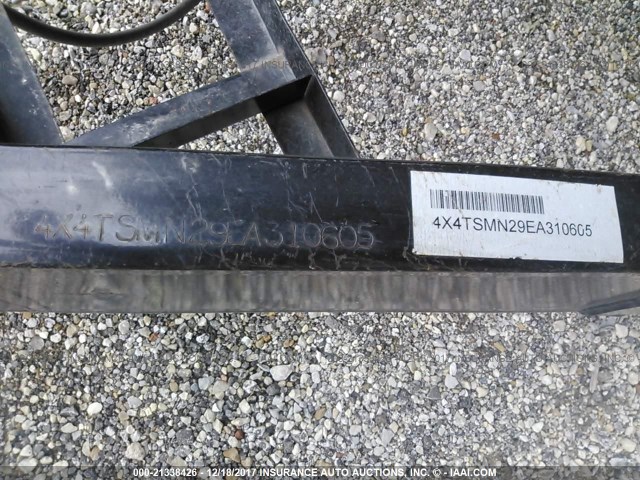 4X4TSMN29EA310605
4X4TSMN29EA310605
000-21338426 - 12/18/2017 INSURANCE AUTO AUCTIONS, INC. © - IAAI.COM